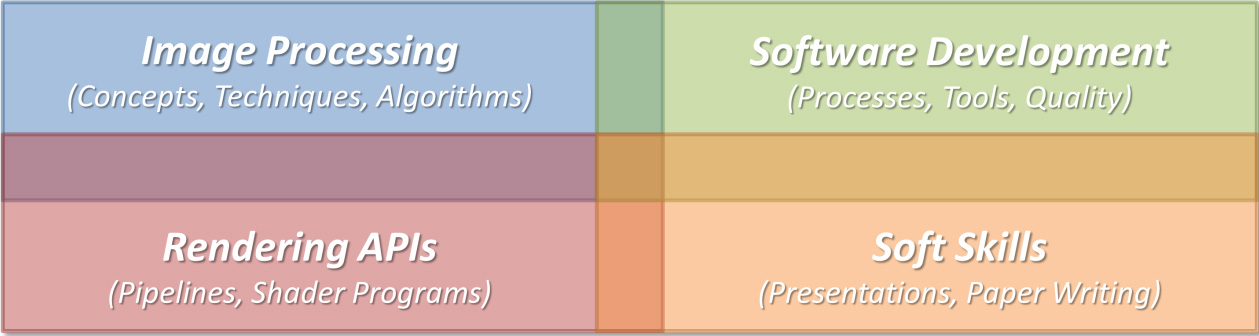 Image Processing
(Concepts, Techniques, Algorithms)
Software Development
(Processes, Tools, Quality)
Rendering APIs
(Pipelines, Shader Programs)
Soft Skills
(Presentations, Paper Writing)